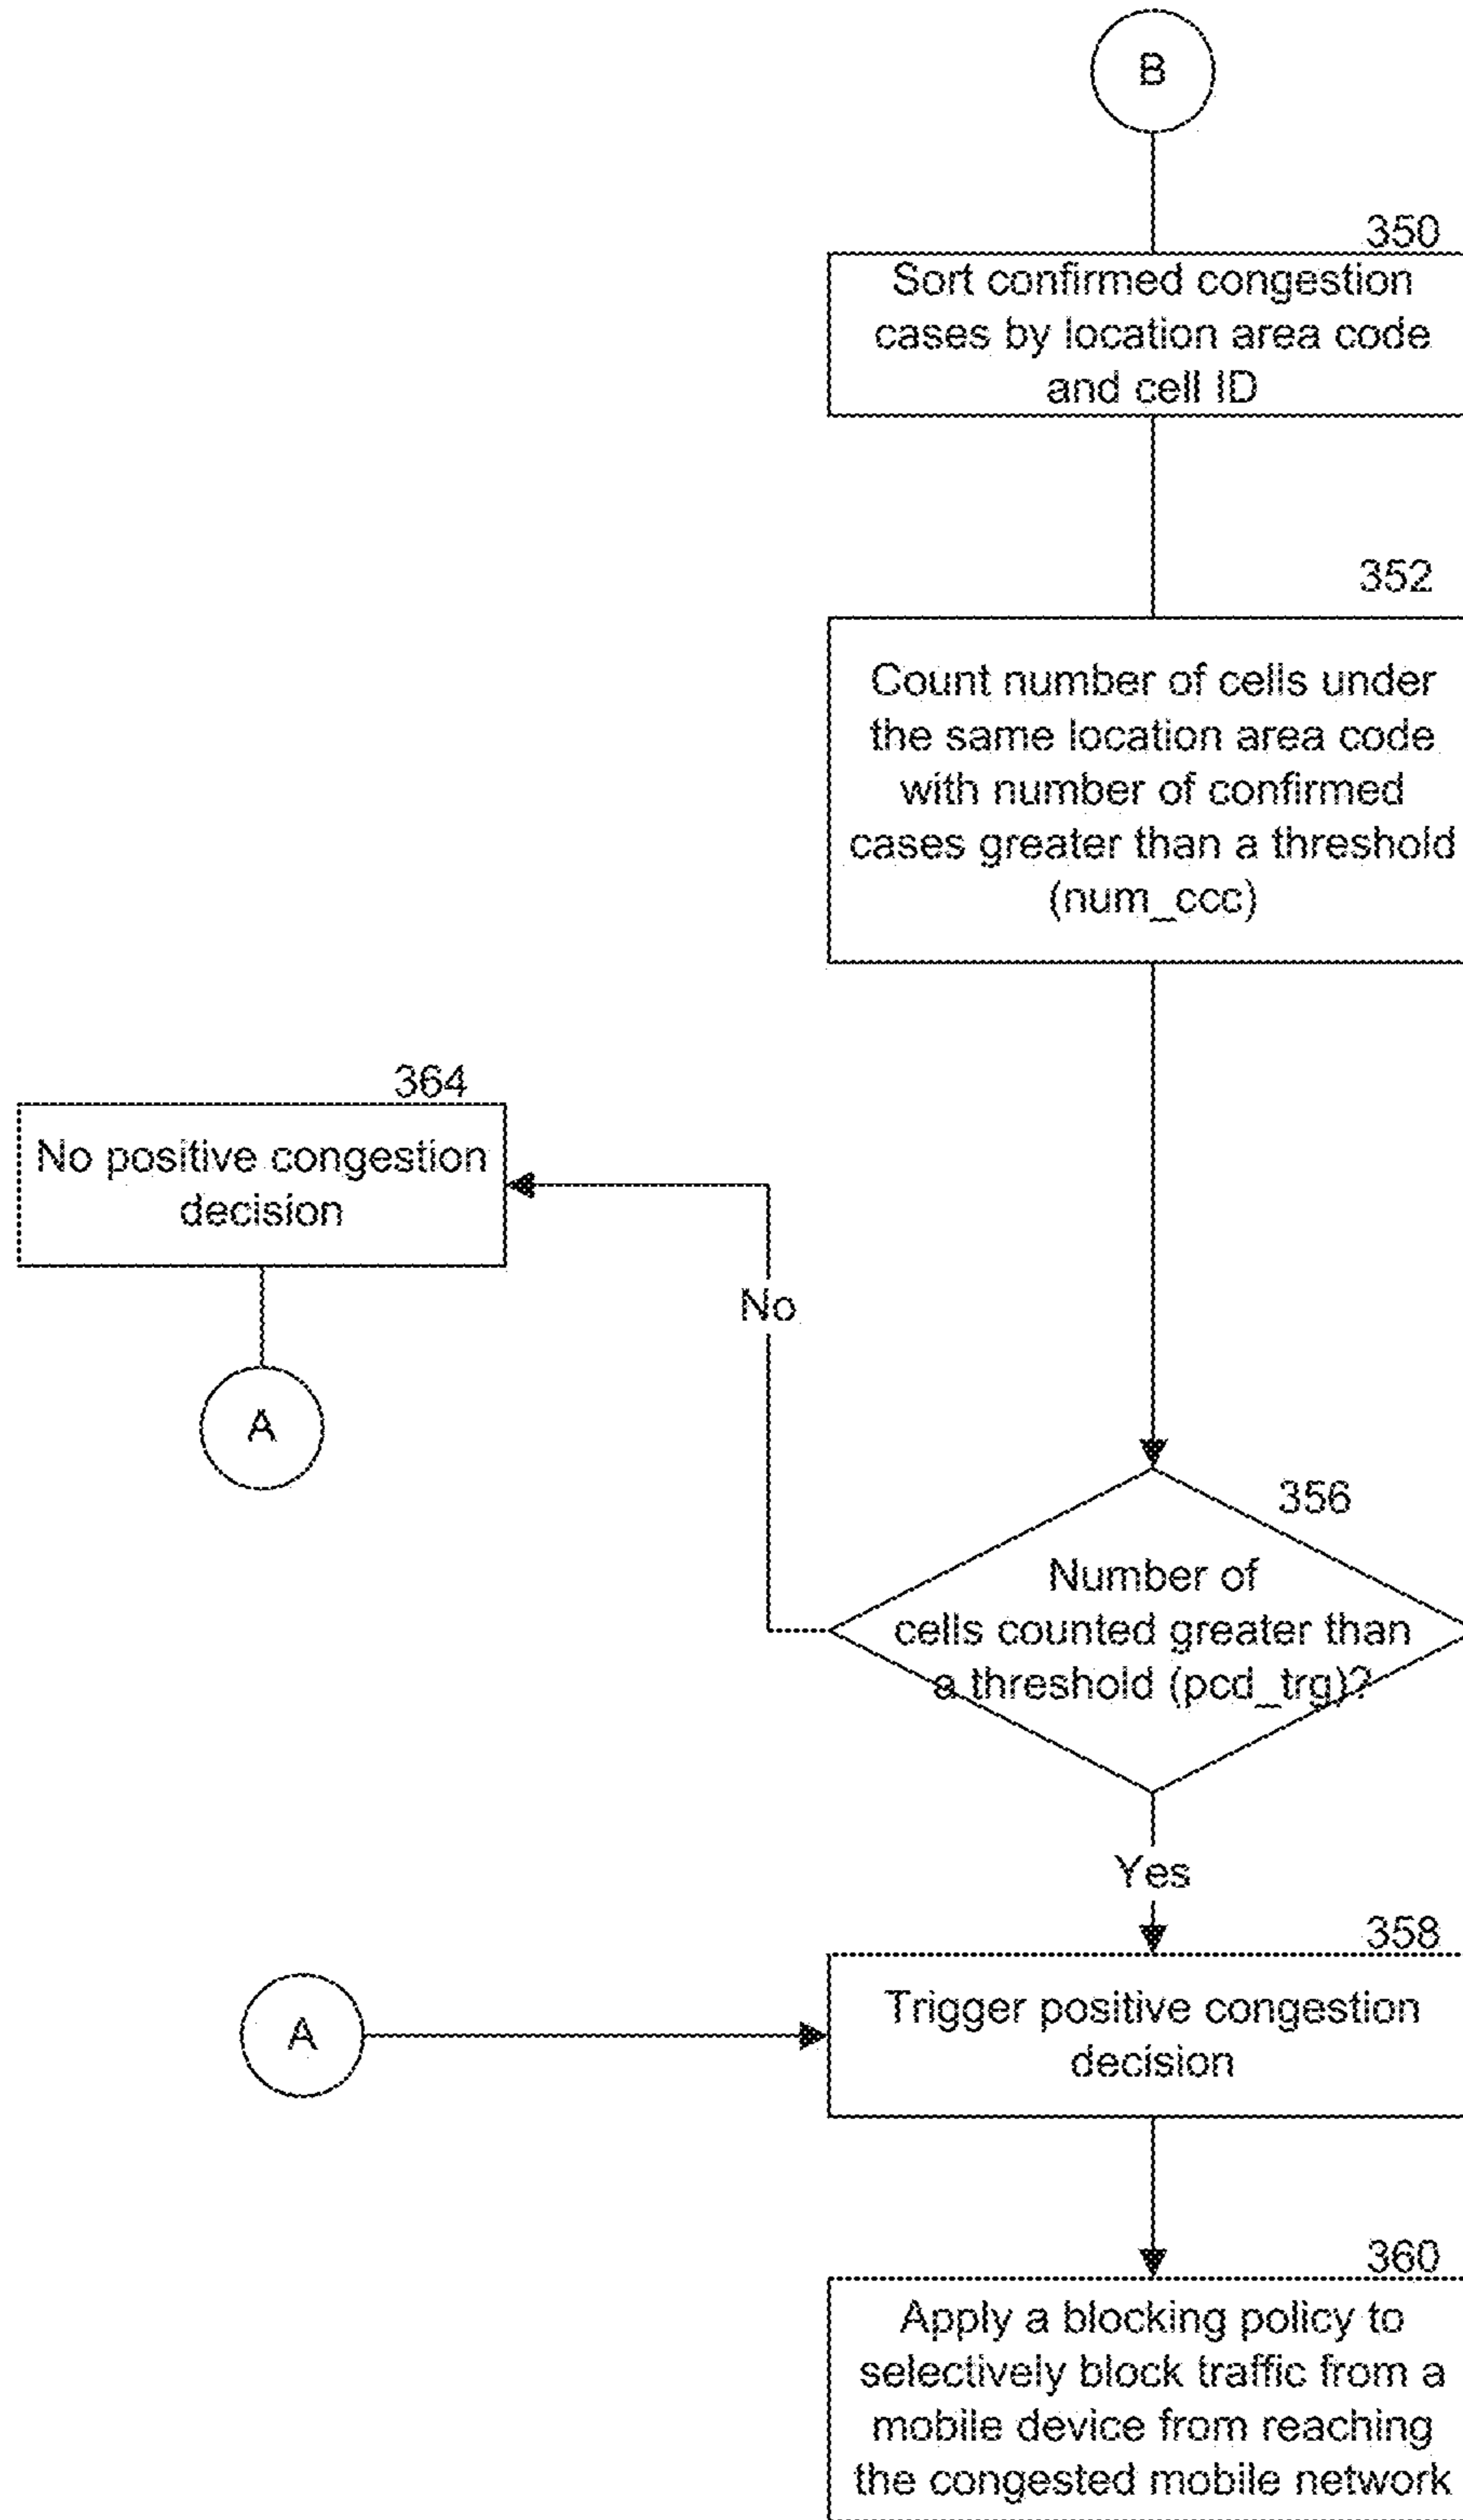 B
350
Sort confirmed congestion
cases by location area code
and cell ID
352
Count number of cells under
the same location area code
with number of confirmed
cases greater than a threshold
(num_ccc)
364
No positive congestion
decision
No
A
356
Number of
cells counted greater than
a threshold (pcd_trg)?
Yes
358
A
Trigger positive congestion
decision
360
Apply a blocking policy to
selectively block traffic from a
mobile device from reaching
the congested mobile network